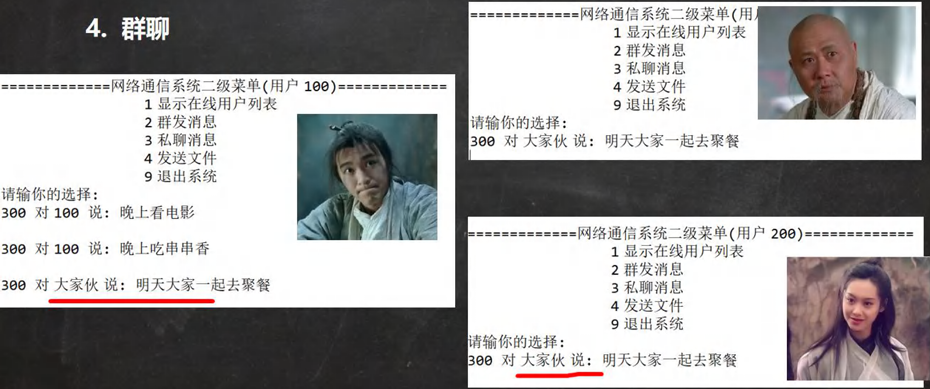 4. 群聊
=============网络通信系统二级菜单(用户 100)=============
1 显示在线用户列表
2 群发消息
3 私聊消息
4 发送文件
9 退出系统
请输你的选择:
300 对 100 说: 晚上看电影
300 对 100 说: 晚上吃串串香
300 对 大家伙 说: 明天大家一起去聚餐
=============网络通信系统二级菜单(用
1 显示在线用户列表
2 群发消息
3 私聊消息
4 发送文件
9 退出系统
请输你的选择:
300 对 大家伙 说: 明天大家一起去聚餐
=============网络通信系统二级菜单(用户 200)=============
1 显示在线用户列表
2 群发消息
3 私聊消息
4 发送文件
9 退出系统
请输你的选择:
300 对 大家伙 说: 明天大家一起去聚餐